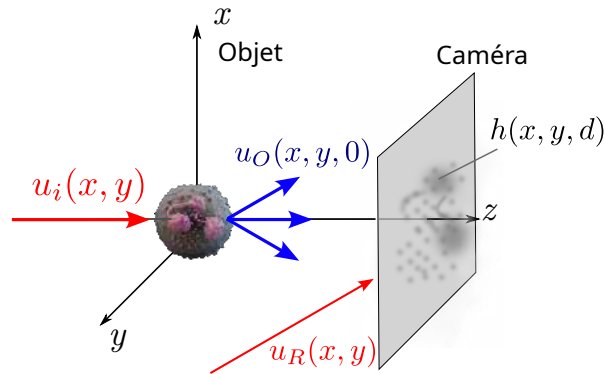 x
Objet
Caméra
h(x, y, d)
u_O(x, y, 0)
u_i(x, y)
z
y
u_R(x, y)